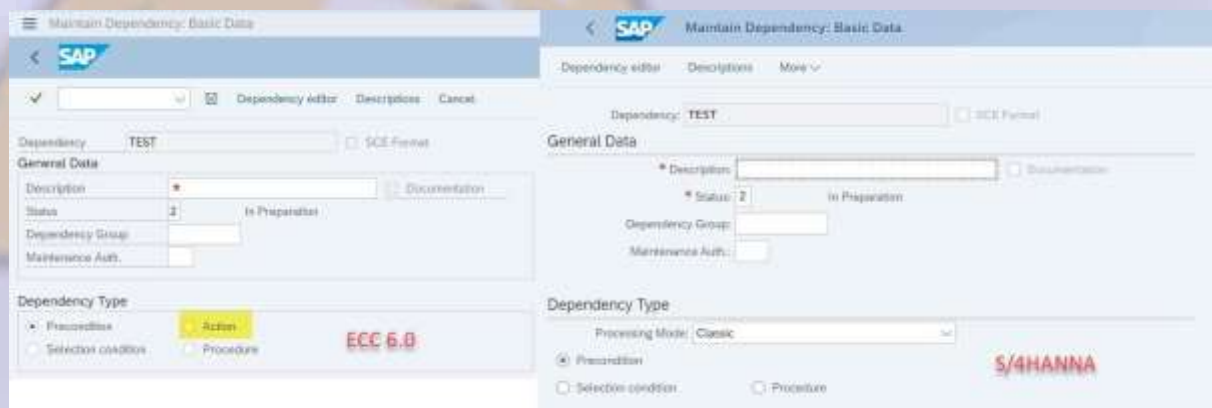 Maintain Dependency: Basic Data
SAP
Dependency editor Descriptions Cancel
Dependency TEST SCE Format
General Data
Description * Documentation
Status 2 In Preparation
Dependency Group
Maintenance Auth.
Dependency Type
Precondition Action
Selection condition Procedure
ECC 6.0
SAP Maintain Dependency: Basic Data
Dependency editor Descriptions More
Dependency: TEST SCE Format
General Data
* Description: Documentation
* Status: 2 In Preparation
Dependency Group:
Maintenance Auth.:
Dependency Type
Processing Mode: Classic
Precondition
Selection condition Procedure
S/4HANNA